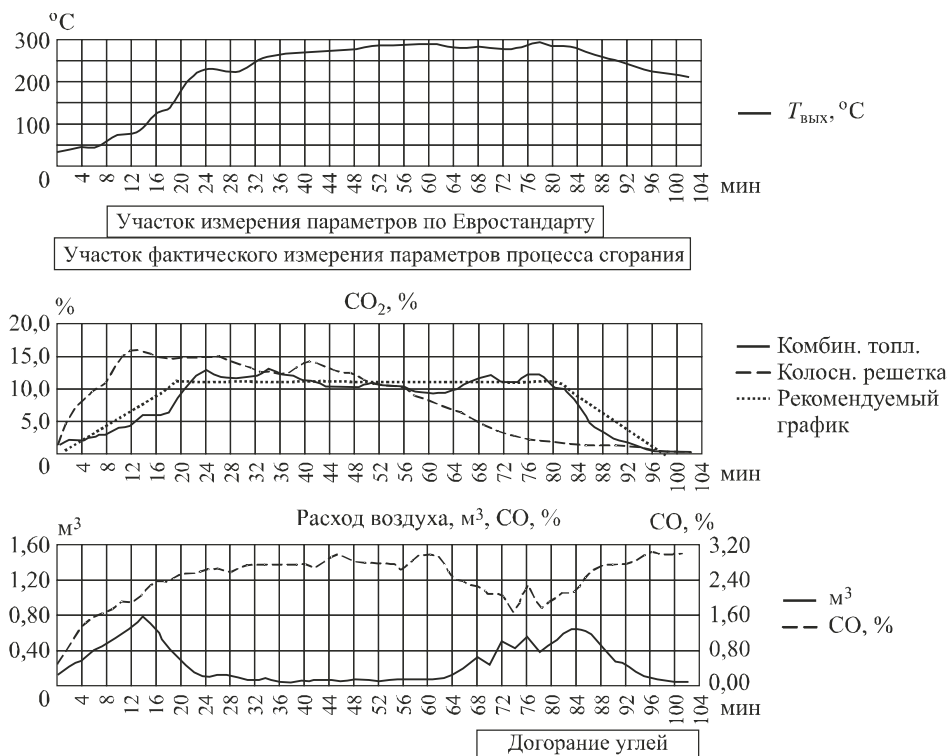 °C
300
200
100
0
4 8 12 16 20 24 28 32 36 40 44 48 52 56 60 64 68 72 76 80 84 88 92 96 100 104
мин
Tвых, °C
Участок измерения параметров по Евростандарту
Участок фактического измерения параметров процесса сгорания
%
CO₂, %
20,0
15,0
10,0
5,0
0
4 8 12 16 20 24 28 32 36 40 44 48 52 56 60 64 68 72 76 80 84 88 92 96 100 104
мин
Комбин. топл.
Колосн. решетка
Рекомендуемый
график
м³
Расход воздуха, м³, CO, %
CO, %
1,60
1,20
0,80
0,40
0
3,20
2,40
1,60
0,80
0,00
4 8 12 16 20 24 28 32 36 40 44 48 52 56 60 64 68 72 76 80 84 88 92 96 100 104
мин
м³
CO, %
Догорание углей